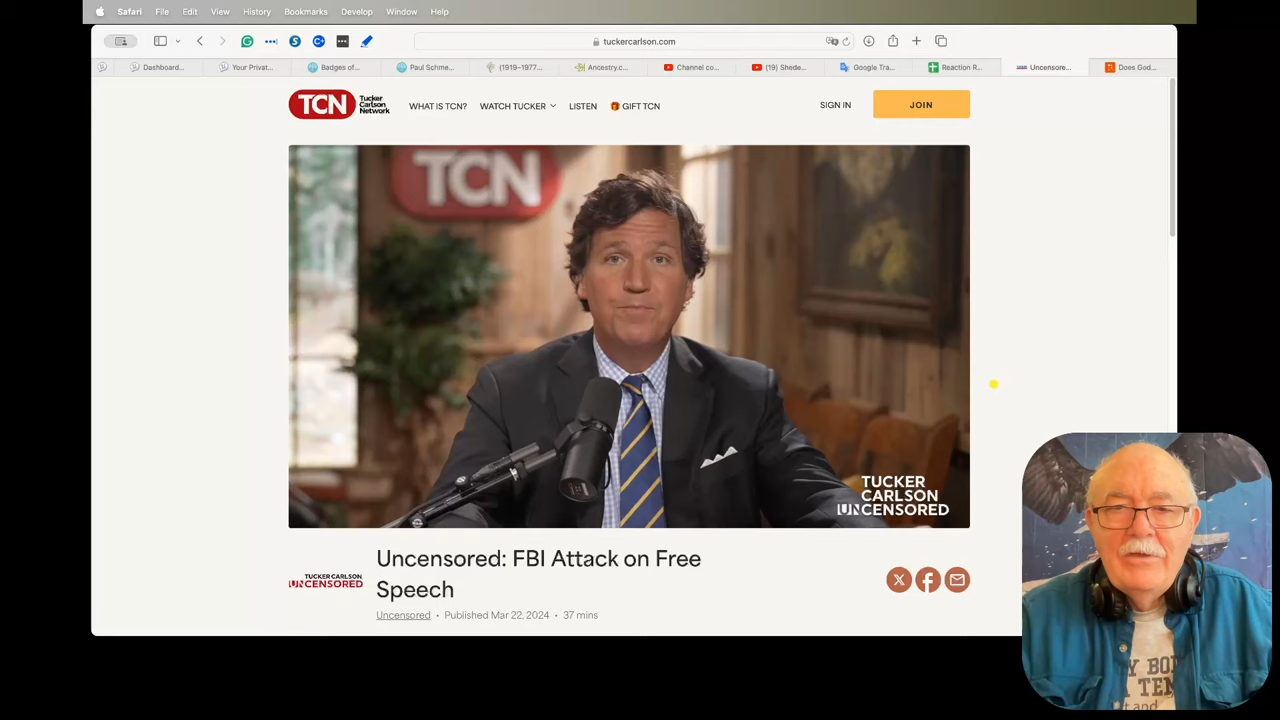 Safari File Edit View History Bookmarks Develop Window Help
tuckercarlson.com
Dashboard... Your Privat... Badges of... Paul Schme... (1919–1977... Ancestry.c... Channel co... (19) Shede... Google Tra... Reaction R... Uncensore... Does God...
TCN Tucker Carlson Network WHAT IS TCN? WATCH TUCKER LISTEN GIFT TCN SIGN IN JOIN
TCN
TUCKER
CARLSON
UNCENSORED
Uncensored: FBI Attack on Free
Speech
TUCKER CARLSON
UNCENSORED
Uncensored • Published Mar 22, 2024 • 37 mins